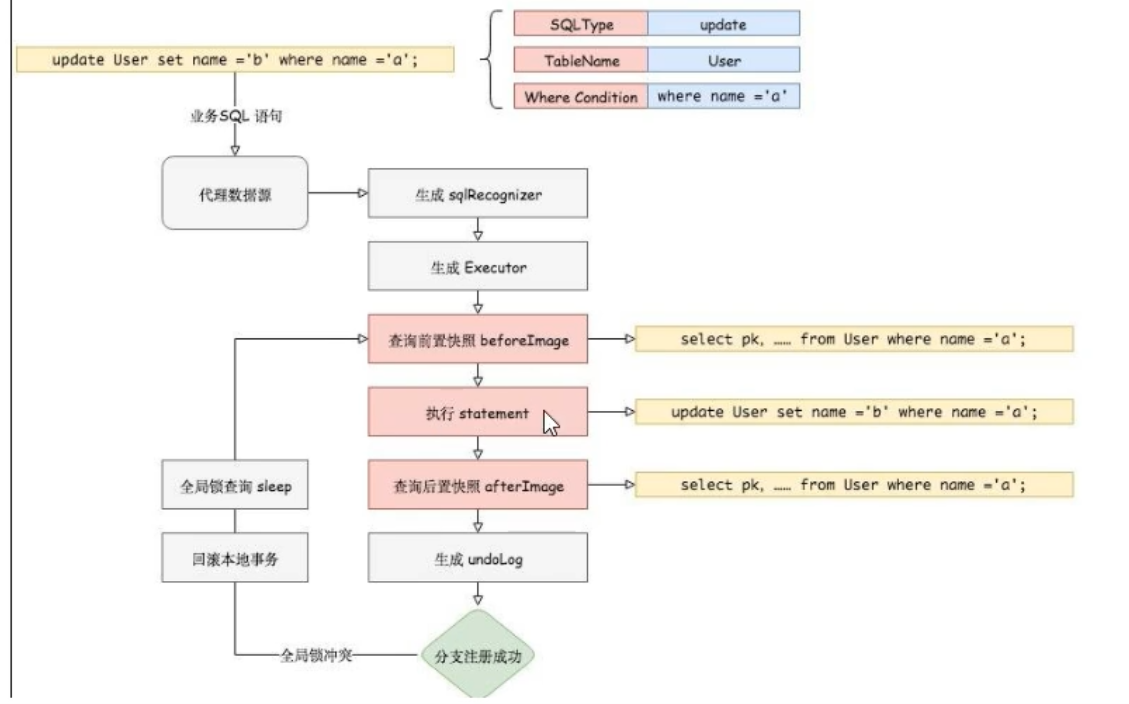 SQLType update
update User set name ='b' where name ='a';
TableName User
Where Condition where name ='a'
业务SQL 语句
代理数据源
生成 sqlRecognizer
生成 Executor
查询前置快照 beforeImage
select pk, …… from User where name ='a';
执行 statement
update User set name ='b' where name ='a';
全局锁查询 sleep
查询后置快照 afterImage
select pk, …… from User where name ='a';
回滚本地事务
生成 undoLog
全局锁冲突
分支注册成功